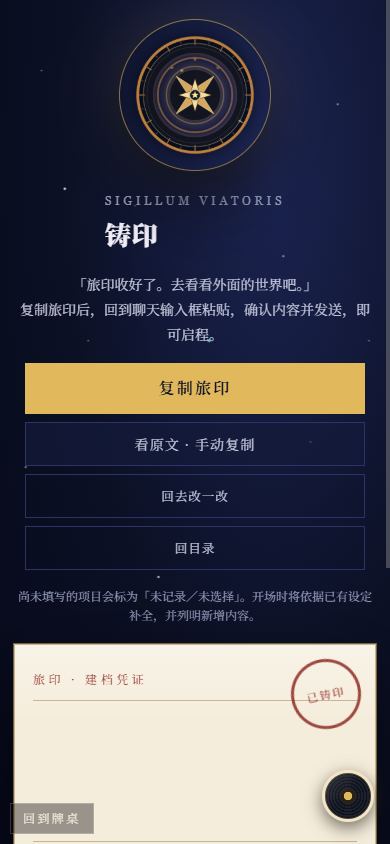 SIGILLUM VIATORIS
铸印
「旅印收好了。去看看外面的世界吧。」
复制旅印后，回到聊天输入框粘贴，确认内容并发送，即
可启程。
复制旅印
看原文 · 手动复制
回去改一改
回目录
尚未填写的项目会标为「未记录／未选择」。开场时将依据已有设定
补全，并列明新增内容。
旅印 · 建档凭证
已铸印
回到牌桌